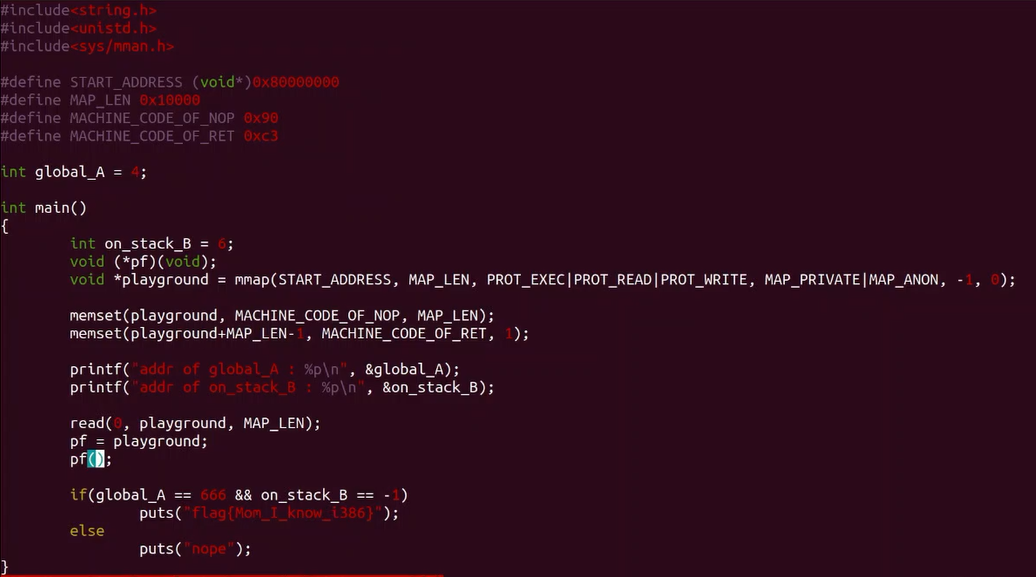 #include<string.h>
#include<unistd.h>
#include<sys/mman.h>
#define START_ADDRESS (void*)0x80000000
#define MAP_LEN 0x10000
#define MACHINE_CODE_OF_NOP 0x90
#define MACHINE_CODE_OF_RET 0xc3
int global_A = 4;
int main()
{
int on_stack_B = 6;
void (*pf)(void);
void *playground = mmap(START_ADDRESS, MAP_LEN, PROT_EXEC|PROT_READ|PROT_WRITE, MAP_PRIVATE|MAP_ANON, -1, 0);
memset(playground, MACHINE_CODE_OF_NOP, MAP_LEN);
memset(playground+MAP_LEN-1, MACHINE_CODE_OF_RET, 1);
printf("addr of global_A : %p\n", &global_A);
printf("addr of on_stack_B : %p\n", &on_stack_B);
read(0, playground, MAP_LEN);
pf = playground;
pf();
if(global_A == 666 && on_stack_B == -1)
puts("flag{Mom_I_know_i386}");
else
puts("nope");
}